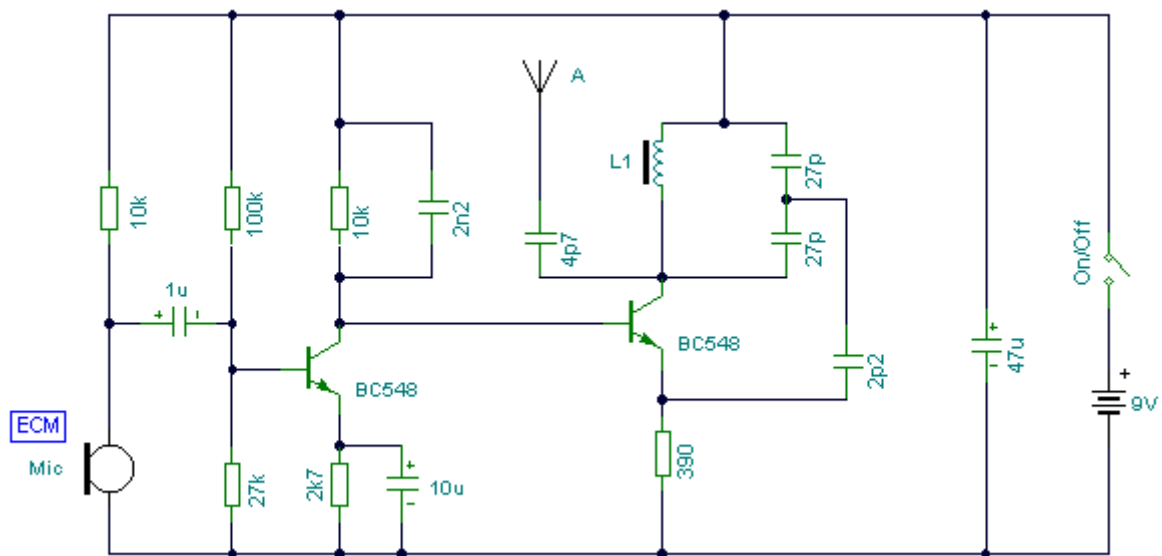 A
L1
27p
10k
100k
10k
2n2
4p7
27p
On/Off
1u
+
-
BC548
BC548
2p2
+
-
47u
+
9V
ECM
Mic
27k
2k7
+
-
10u
390